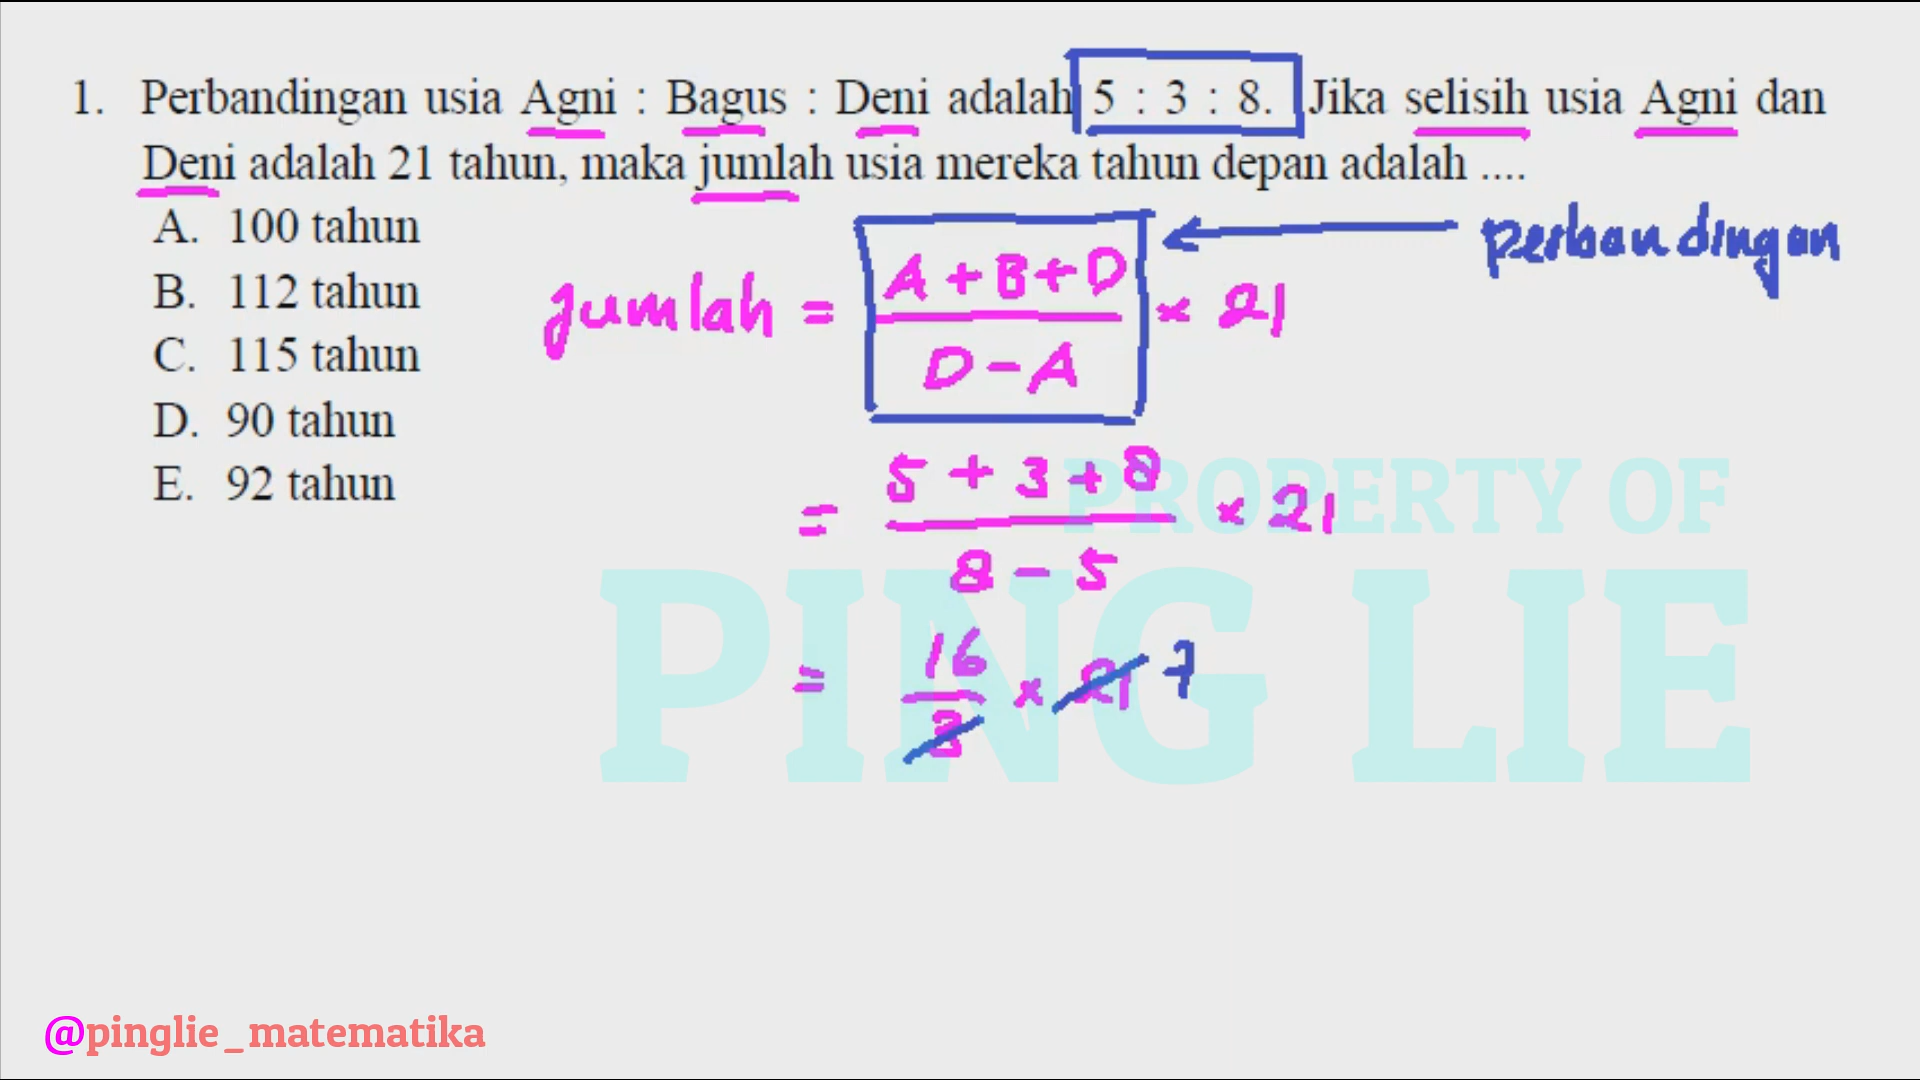 1. Perbandingan usia Agni : Bagus : Deni adalah 5 : 3 : 8. Jika selisih usia Agni dan
Deni adalah 21 tahun, maka jumlah usia mereka tahun depan adalah ....
A. 100 tahun
B. 112 tahun
C. 115 tahun
D. 90 tahun
E. 92 tahun
perbandingan
jumlah = A + B + D / D - A × 21
= 5 + 3 + 8 / 8 - 5 × 21
= 16 / 3 × 21 7
PROPERTY OF
PING LIE
@pinglie_matematika